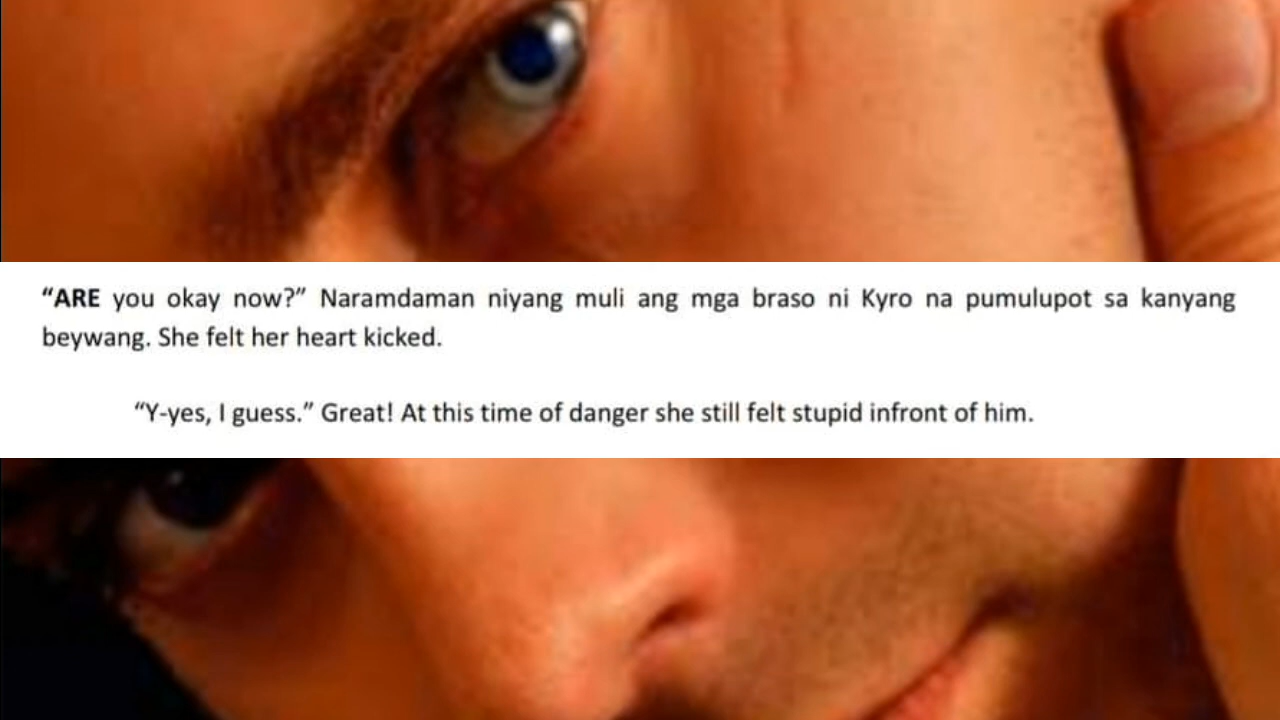 “ARE you okay now?” Naramdaman niyang muli ang mga braso ni Kyro na pumulupot sa kanyang
beywang. She felt her heart kicked.
“Y-yes, I guess.” Great! At this time of danger she still felt stupid infront of him.